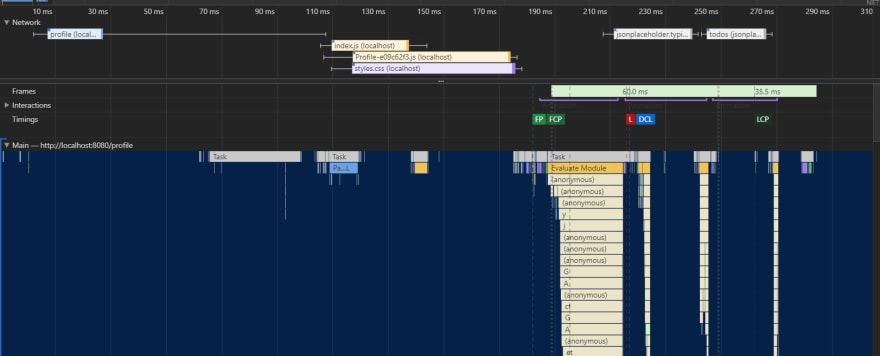 10 ms 30 ms 50 ms 70 ms 90 ms 110 ms 130 ms 150 ms 170 ms 190 ms 210 ms 230 ms 250 ms 270 ms 290 ms 310
Network
profile (local... jsonplaceholder.typi... todos (jsonpla...
index.js (localhost)
Profile-e09c62f3.js (localhost)
styles.css (localhost)
Frames 60.0 ms 35.5 ms
Interactions
Timings FP FCP L DCL LCP
Main — http://localhost:8080/profile
Task Task Task
Pa...L Evaluate Module
(anonymous)
(anonymous)
(anonymous)
y
j
(anonymous)
(anonymous)
(anonymous)
G
A
(anonymous)
ct
G
A
(anonymous)
et